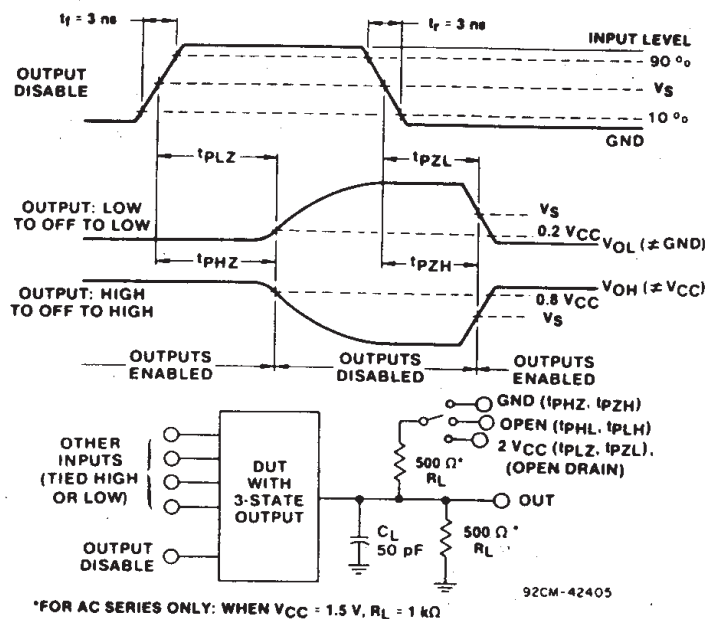 tf = 3 ns
tr = 3 ns
INPUT LEVEL
90 %
OUTPUT
DISABLE
VS
10 %
GND
tPLZ
tPZL
OUTPUT: LOW
TO OFF TO LOW
VS
0.2 VCC
VOL (≠ GND)
tPHZ
tPZH
OUTPUT: HIGH
TO OFF TO HIGH
VOH (≠ VCC)
0.8 VCC
VS
OUTPUTS
ENABLED
OUTPUTS
DISABLED
OUTPUTS
ENABLED
GND (tPHZ, tPZH)
OPEN (tPHL, tPLH)
2 VCC (tPLZ, tPZL),
(OPEN DRAIN)
OTHER
INPUTS
(TIED HIGH
OR LOW)
DUT
WITH
3-STATE
OUTPUT
500 Ω*
RL
OUT
CL
50 pF
500 Ω*
RL
OUTPUT
DISABLE
92CM-42405
*FOR AC SERIES ONLY: WHEN VCC = 1.5 V, RL = 1 kΩ